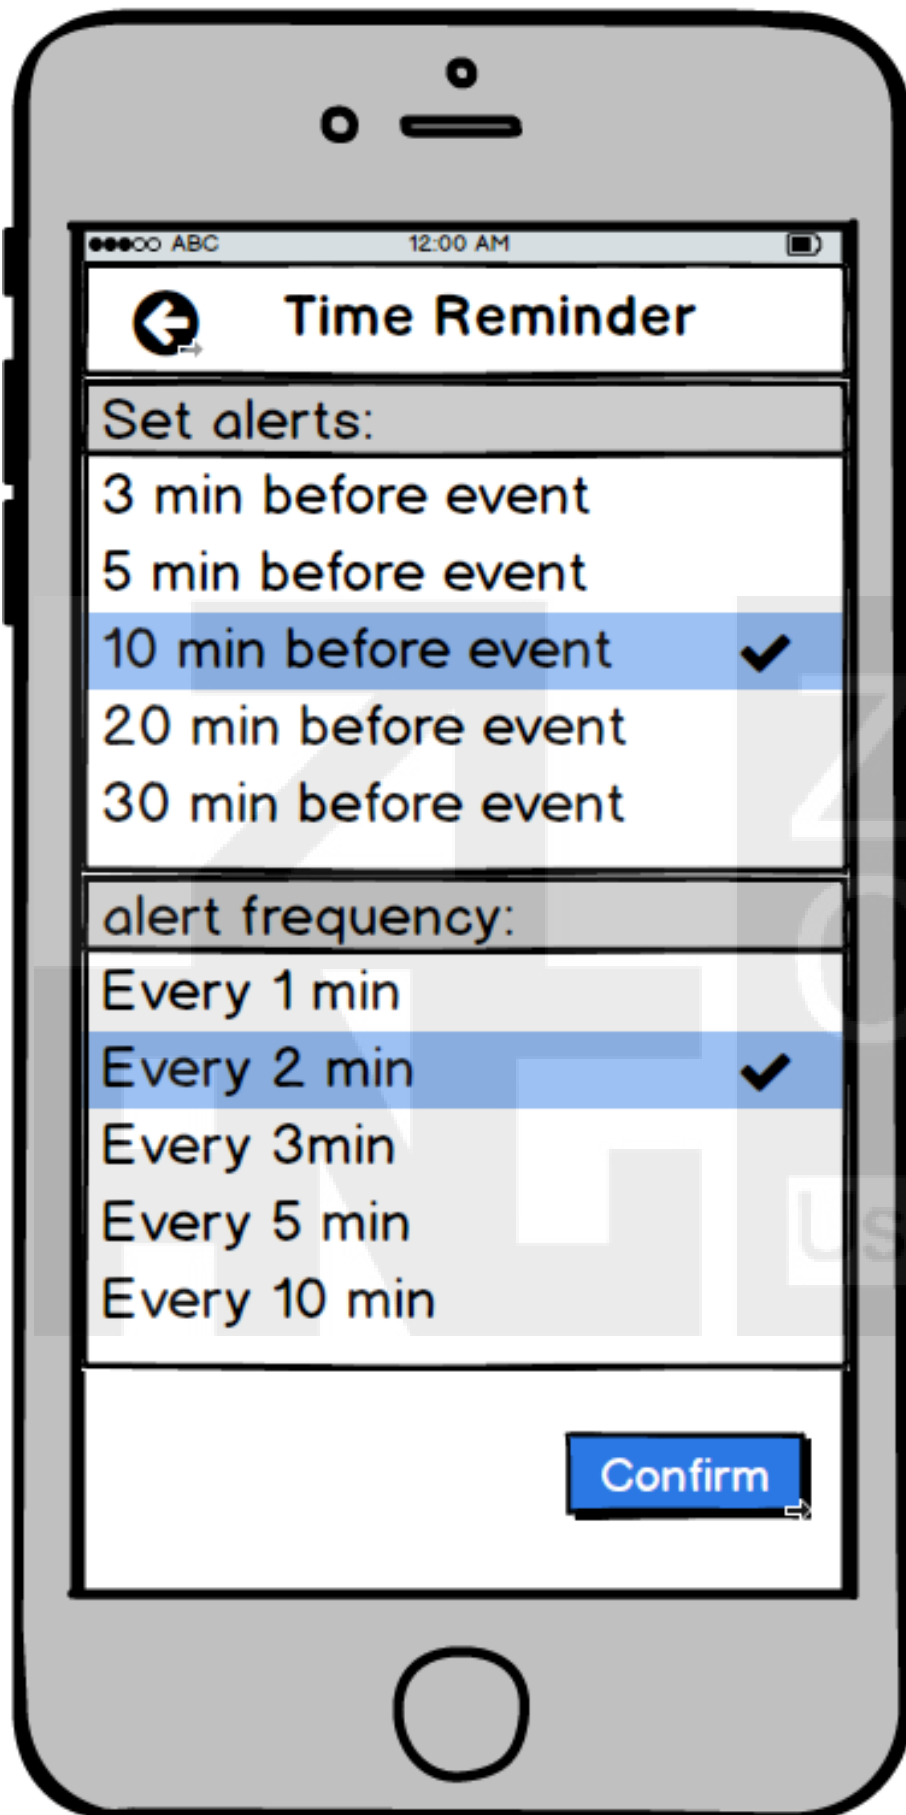 ABC 12:00 AM
Time Reminder
Set alerts:
3 min before event
5 min before event
10 min before event
20 min before event
30 min before event
alert frequency:
Every 1 min
Every 2 min
Every 3min
Every 5 min
Every 10 min
Confirm